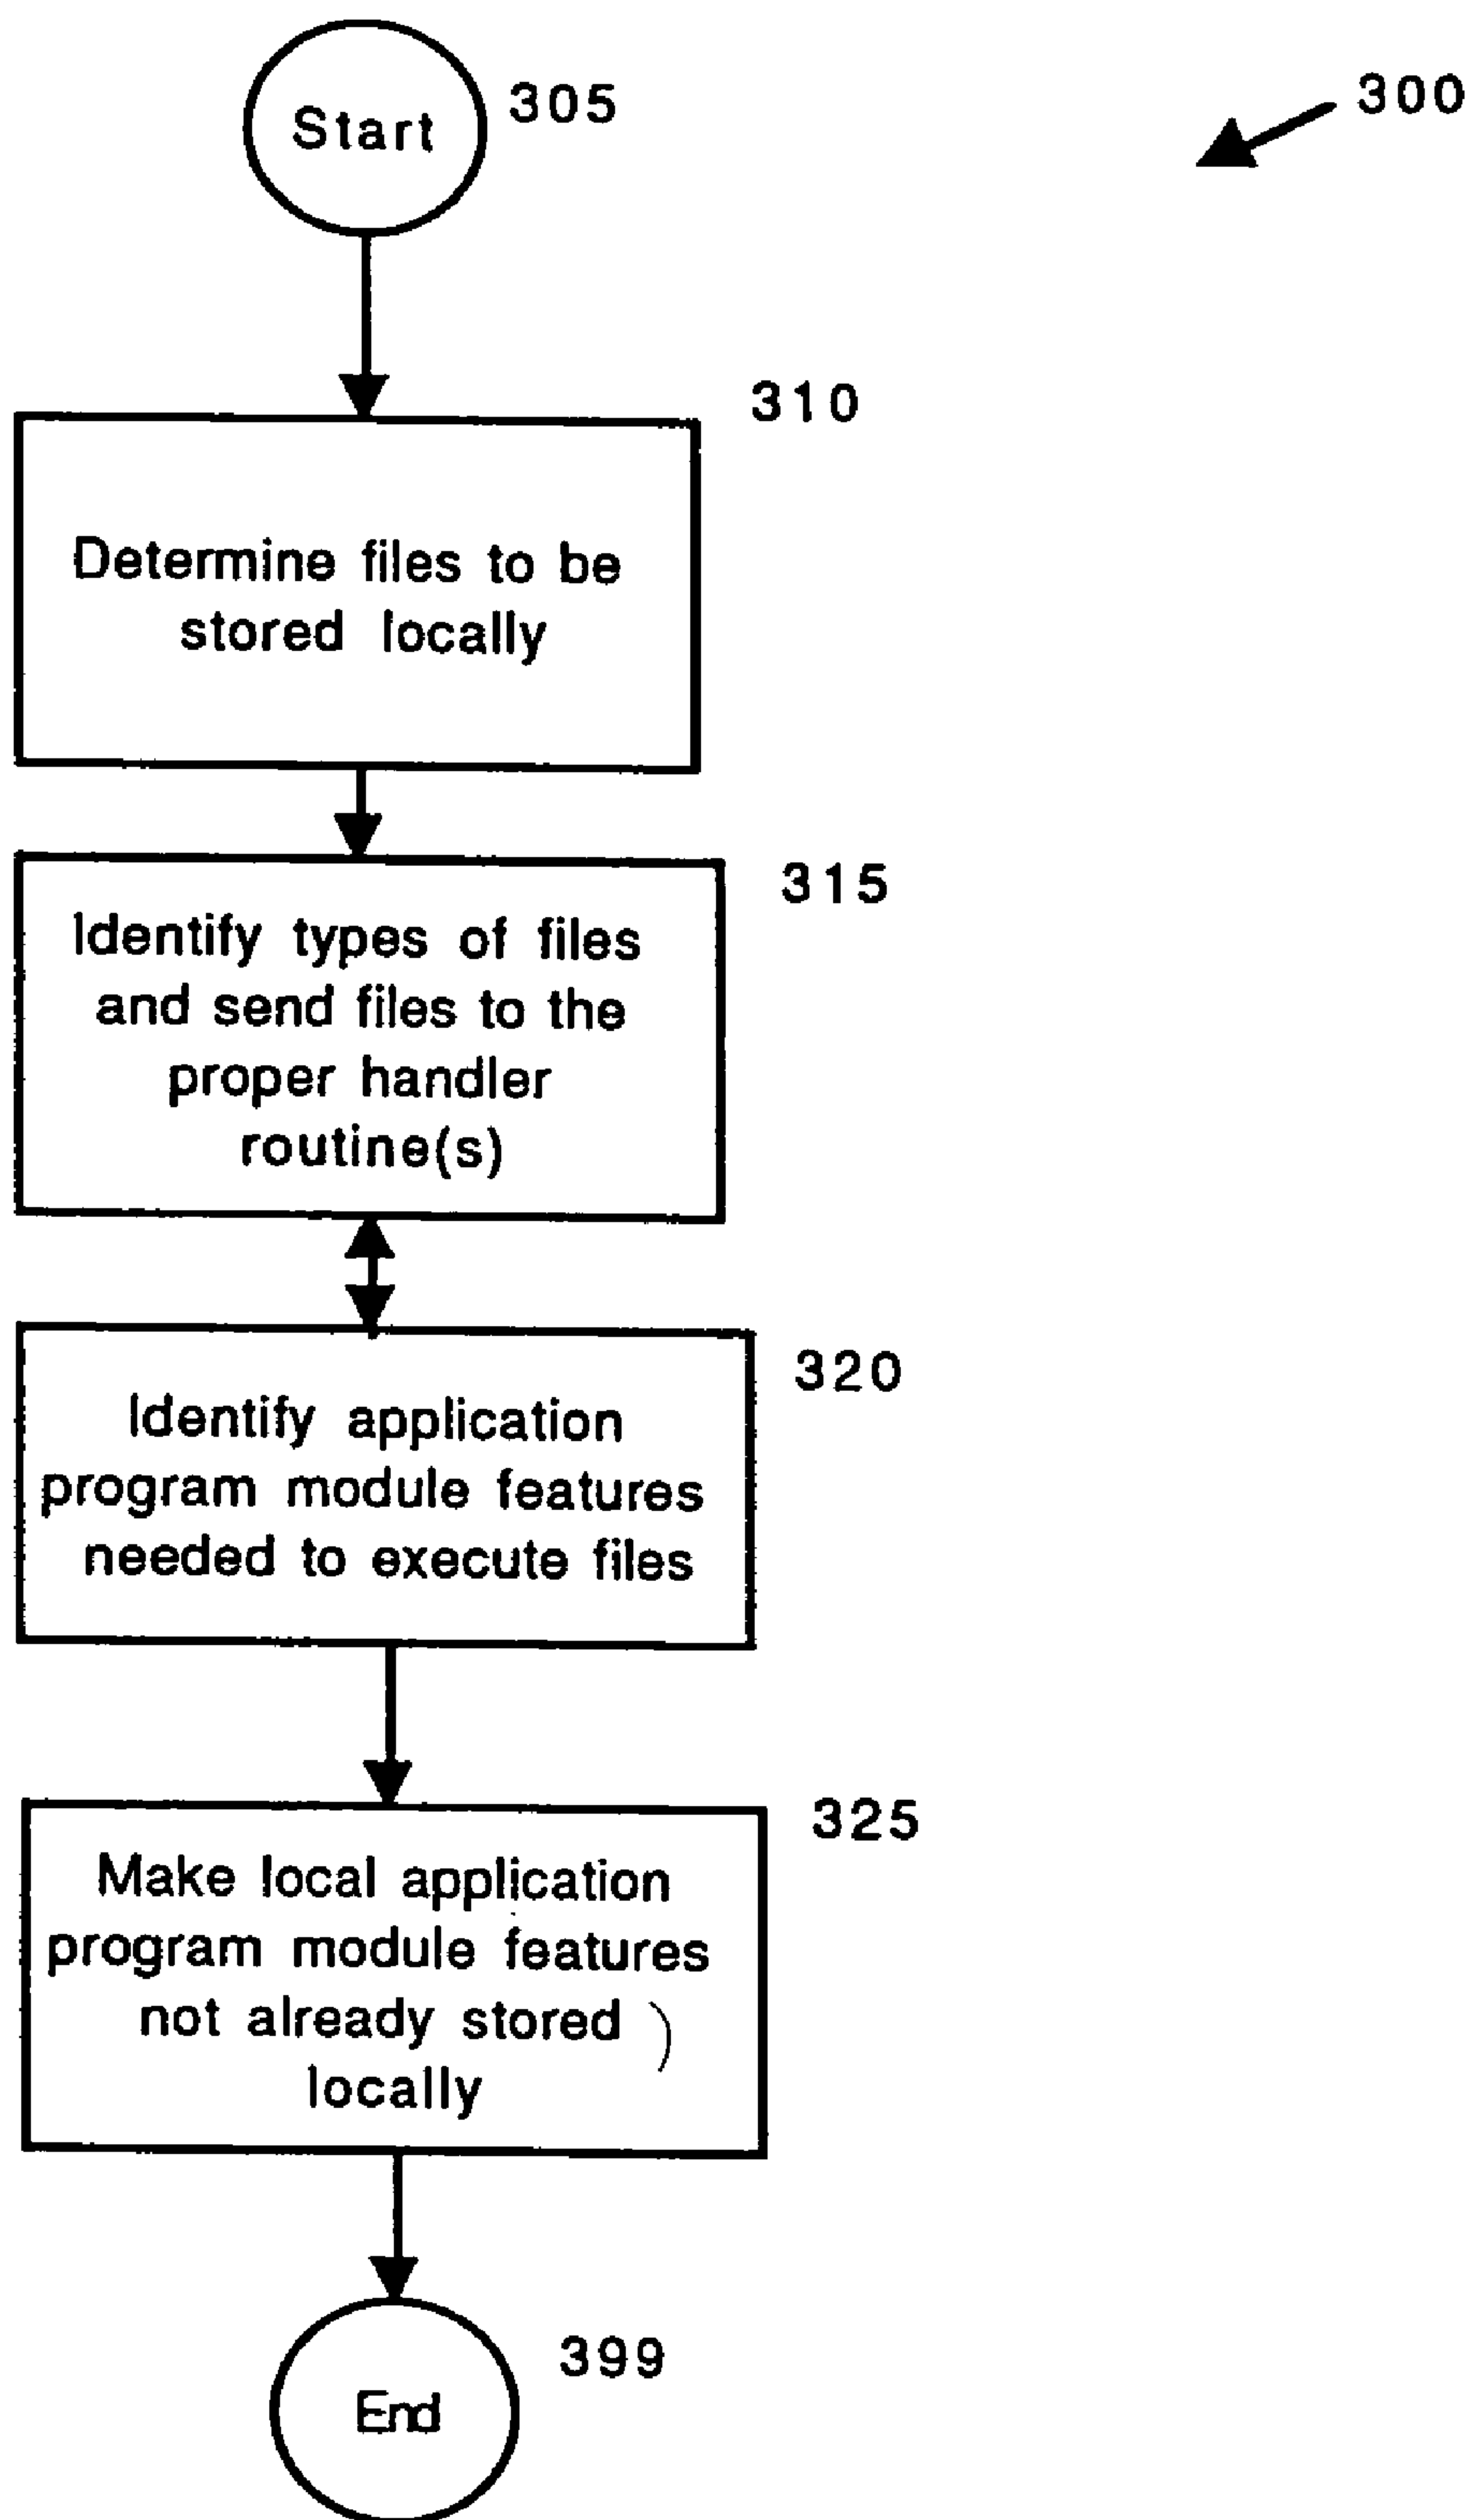 Start
305
300
310
Determine files to be
stored locally
315
Identify types of files
and send files to the
proper handler
routine(s)
320
Identify application
program module features
needed to execute files
325
Make local application
program module features
not already stored
locally
399
End